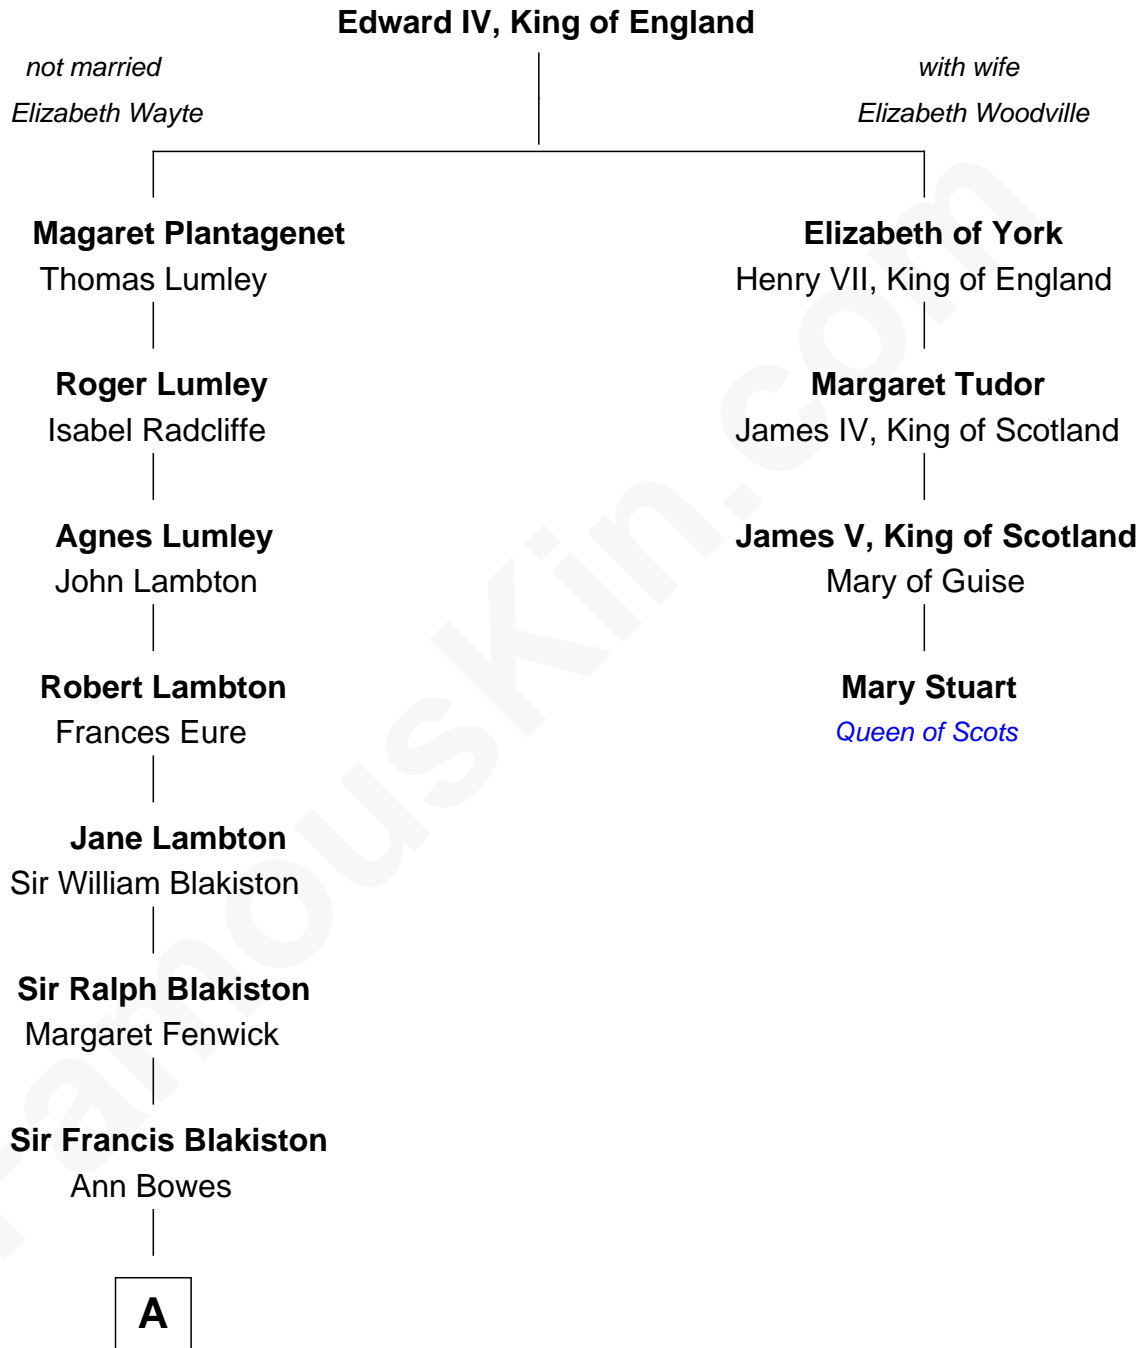 Edward IV, King of England
not married
Elizabeth Wayte
with wife
Elizabeth Woodville
Magaret Plantagenet
Thomas Lumley
Elizabeth of York
Henry VII, King of England
Roger Lumley
Isabel Radcliffe
Margaret Tudor
James IV, King of Scotland
Agnes Lumley
John Lambton
James V, King of Scotland
Mary of Guise
Robert Lambton
Frances Eure
Mary Stuart
Queen of Scots
Jane Lambton
Sir William Blakiston
Sir Ralph Blakiston
Margaret Fenwick
Sir Francis Blakiston
Ann Bowes
A
FamousKin.com